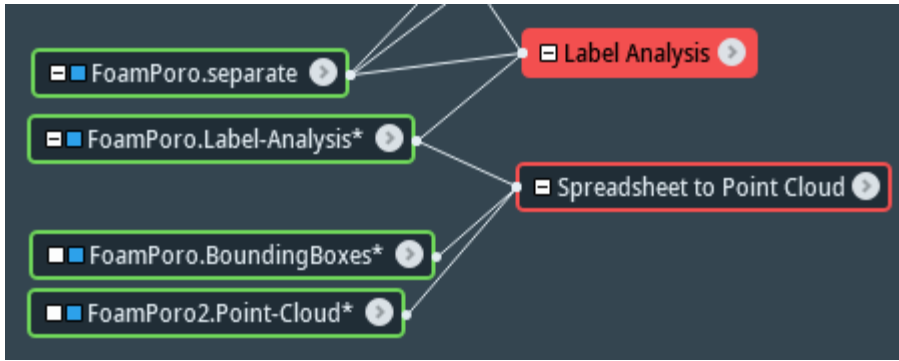 Label Analysis
FoamPoro.separate
FoamPoro.Label-Analysis*
Spreadsheet to Point Cloud
FoamPoro.BoundingBoxes*
FoamPoro2.Point-Cloud*